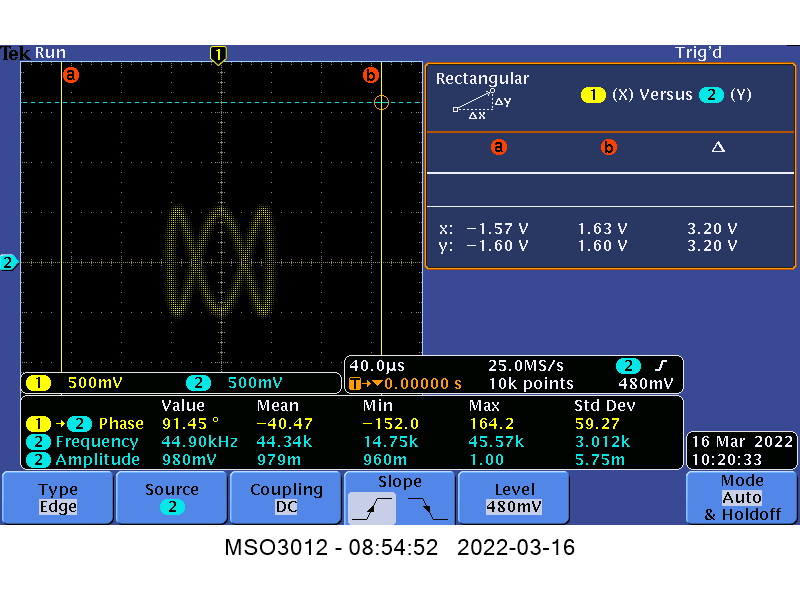 Tek Run 1 Trig'd
a b
Rectangular
ΔY
ΔX
1 (X) Versus 2 (Y)
a b Δ
x: −1.57 V 1.63 V 3.20 V
y: −1.60 V 1.60 V 3.20 V
2
1 500mV 2 500mV
40.0µs 25.0MS/s 2
T→▼0.00000 s 10k points 480mV
Value Mean Min Max Std Dev
1 →2 Phase 91.45 ° −40.47 −152.0 164.2 59.27
2 Frequency 44.90kHz 44.34k 14.75k 45.57k 3.012k
2 Amplitude 980mV 979m 960m 1.00 5.75m
16 Mar 2022
10:20:33
Type
Edge
Source
2
Coupling
DC
Slope
Level
480mV
Mode
Auto
& Holdoff
MSO3012 - 08:54:52 2022-03-16